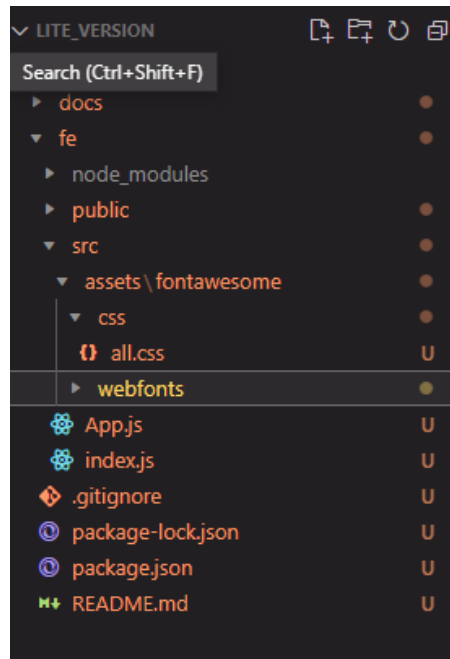 LITE_VERSION
Search (Ctrl+Shift+F)
docs
fe
node_modules
public
src
assets\fontawesome
css
{} all.css U
webfonts
App.js U
index.js U
.gitignore U
package-lock.json U
package.json U
README.md U